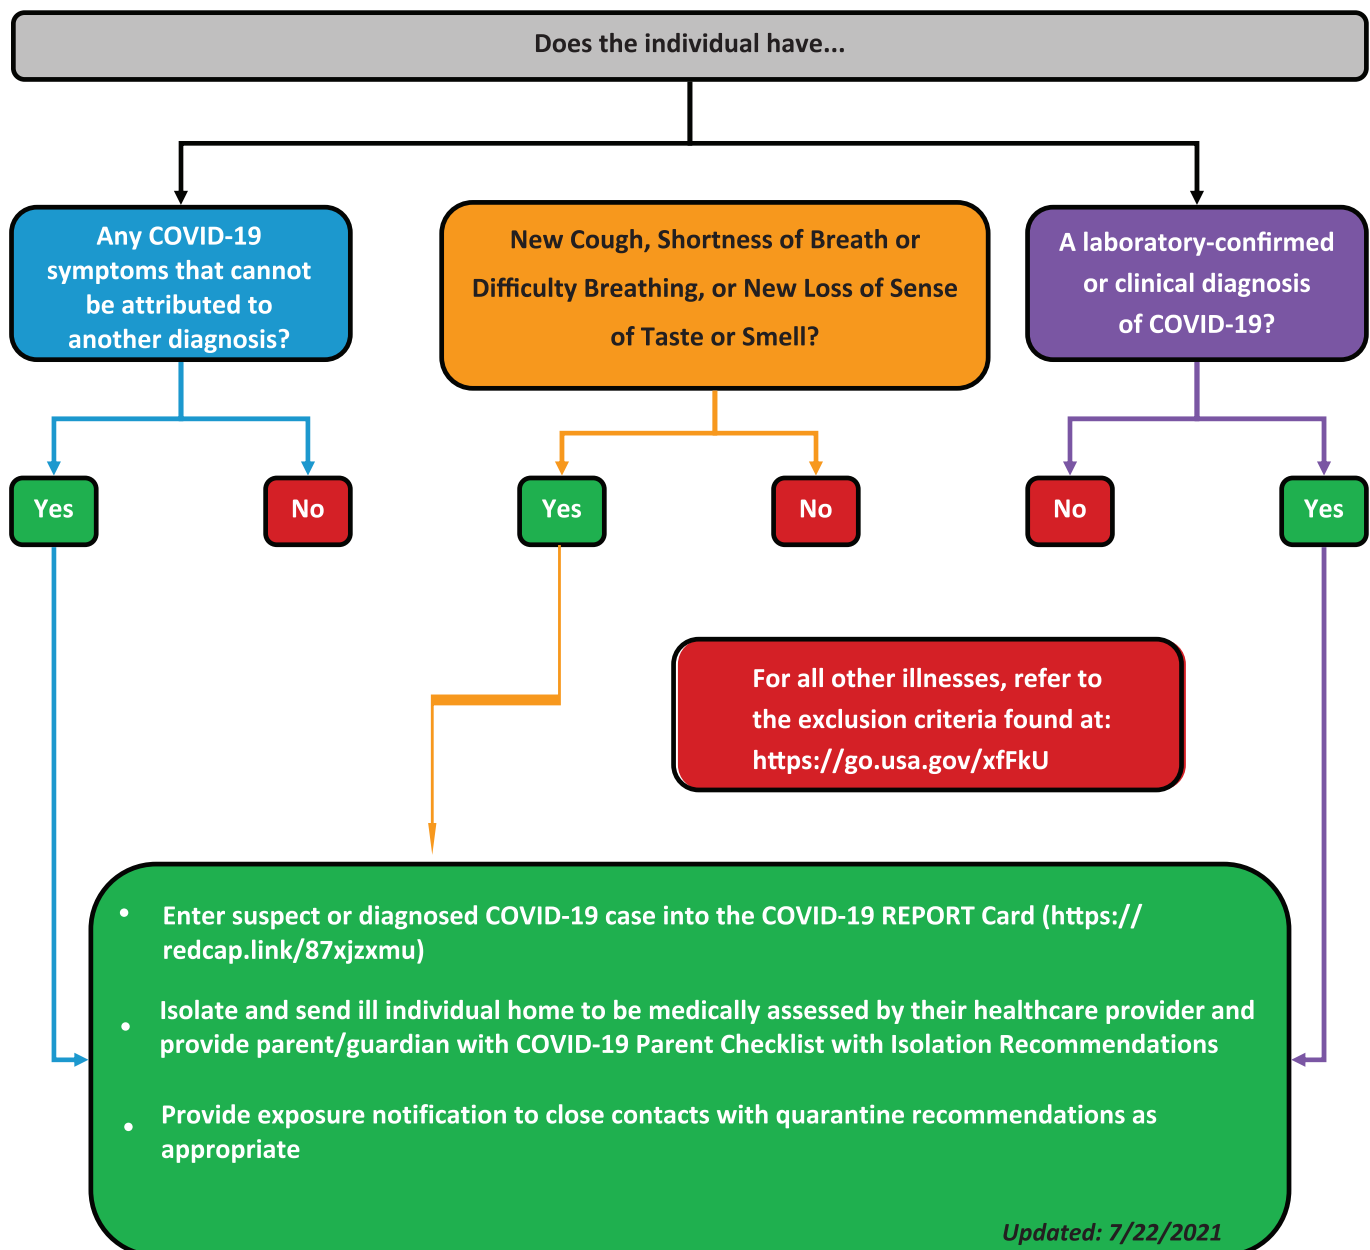 Does the individual have...
Any COVID-19
symptoms that cannot
be attributed to
another diagnosis?
New Cough, Shortness of Breath or
Difficulty Breathing, or New Loss of Sense
of Taste or Smell?
A laboratory-confirmed
or clinical diagnosis
of COVID-19?
Yes
No
Yes
No
No
Yes
For all other illnesses, refer to
the exclusion criteria found at:
https://go.usa.gov/xfFkU
• Enter suspect or diagnosed COVID-19 case into the COVID-19 REPORT Card (https://
redcap.link/87xjzxmu)
• Isolate and send ill individual home to be medically assessed by their healthcare provider and
provide parent/guardian with COVID-19 Parent Checklist with Isolation Recommendations
• Provide exposure notification to close contacts with quarantine recommendations as
appropriate
Updated: 7/22/2021